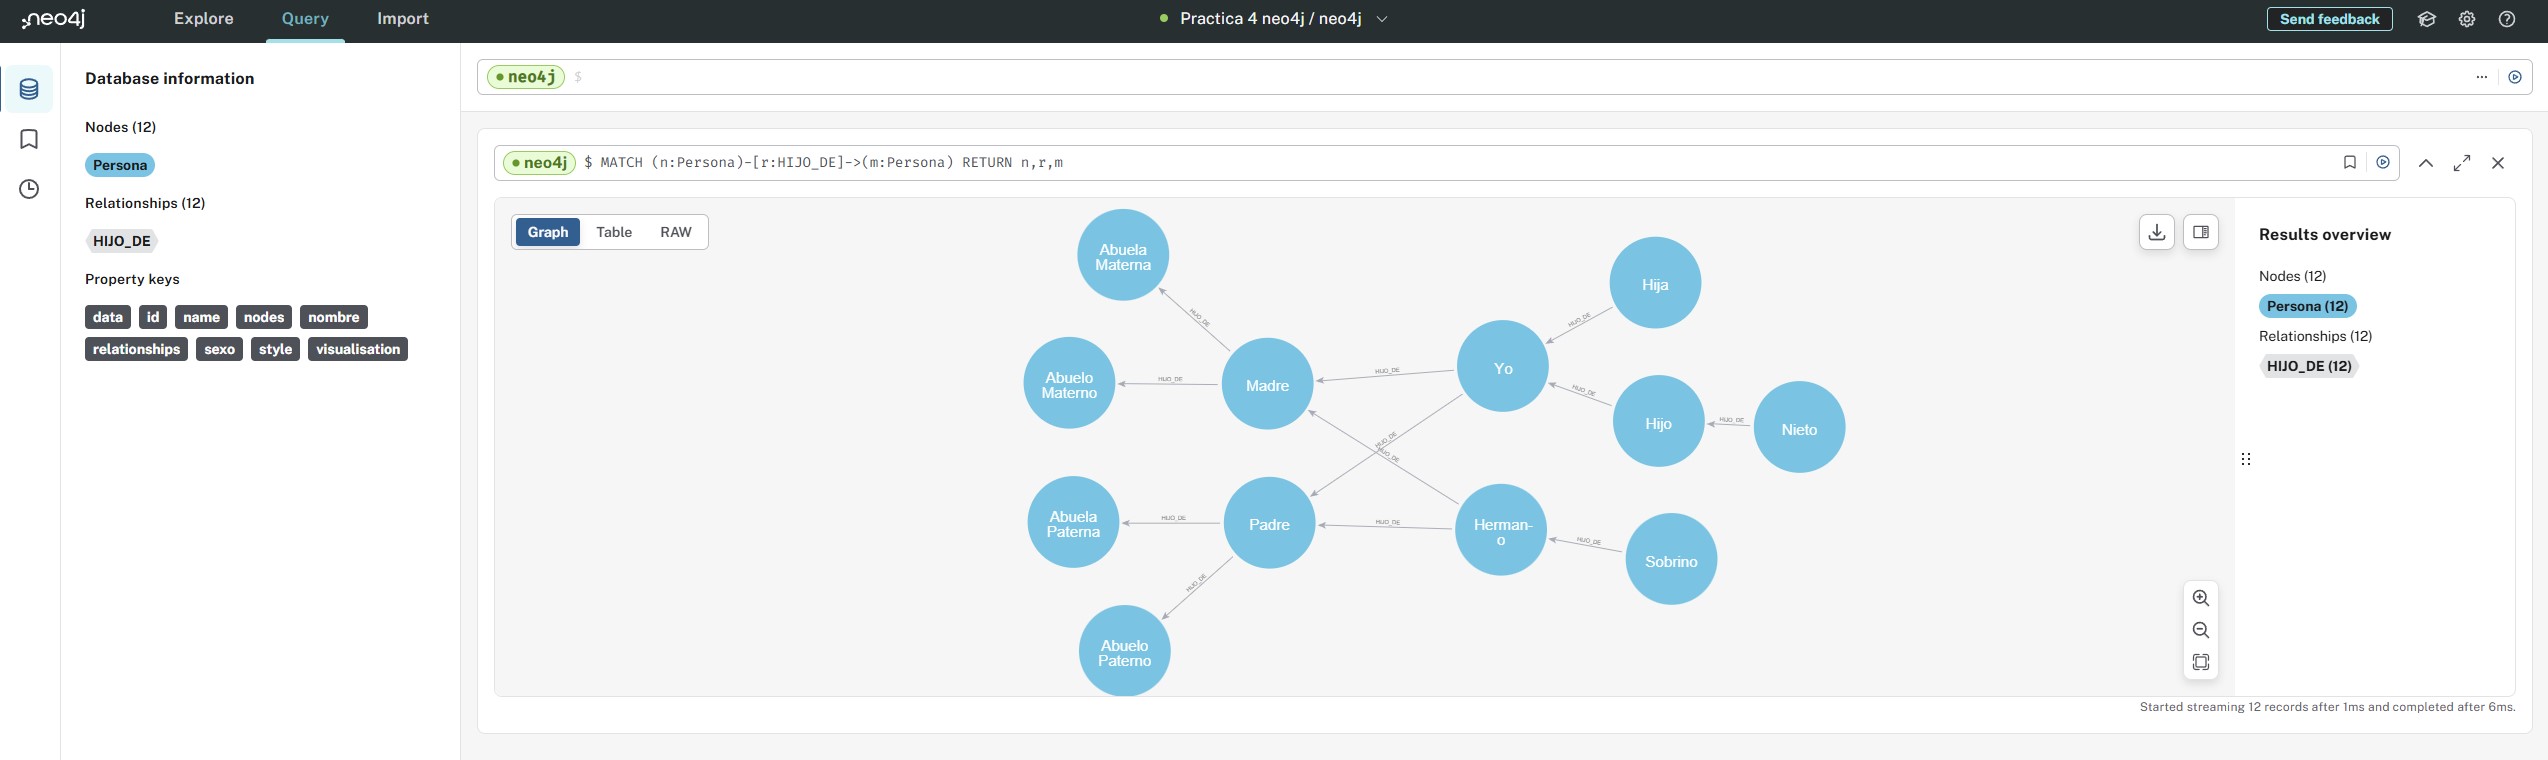 neo4j
Explore
Query
Import
Practica 4 neo4j / neo4j
Send feedback
Database information
Nodes (12)
Persona
Relationships (12)
HIJO_DE
Property keys
data id name nodes nombre
relationships sexo style visualisation
neo4j $
neo4j $ MATCH (n:Persona)-[r:HIJO_DE]->(m:Persona) RETURN n,r,m
Graph Table RAW
Abuela
Materna
HIJO_DE
Abuelo
Materno
HIJO_DE
Madre
HIJO_DE
Yo
HIJO_DE
Hija
HIJO_DE
Hijo
HIJO_DE
Nieto
HIJO_DE
HIJO_DE
Abuela
Paterna
HIJO_DE
Padre
HIJO_DE
Herman-
o
HIJO_DE
Sobrino
HIJO_DE
Abuelo
Paterno
Results overview
Nodes (12)
Persona (12)
Relationships (12)
HIJO_DE (12)
Started streaming 12 records after 1ms and completed after 6ms.